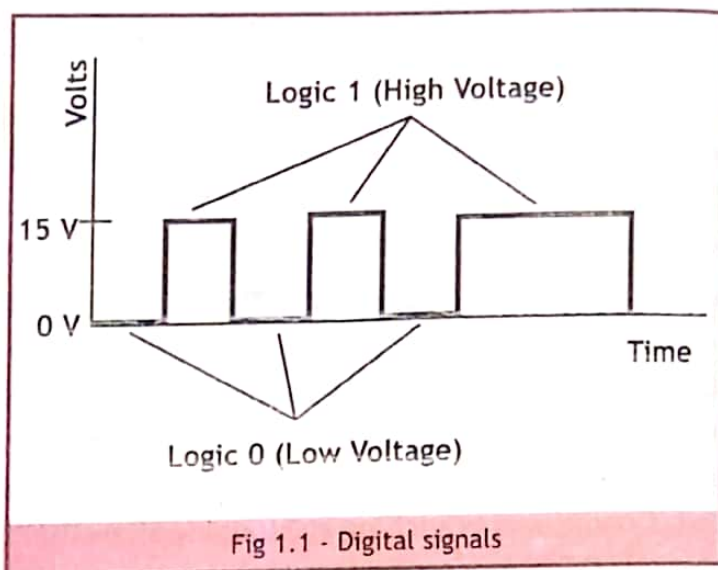 Volts
Logic 1 (High Voltage)
15 V
0 V
Time
Logic 0 (Low Voltage)
Fig 1.1 - Digital signals